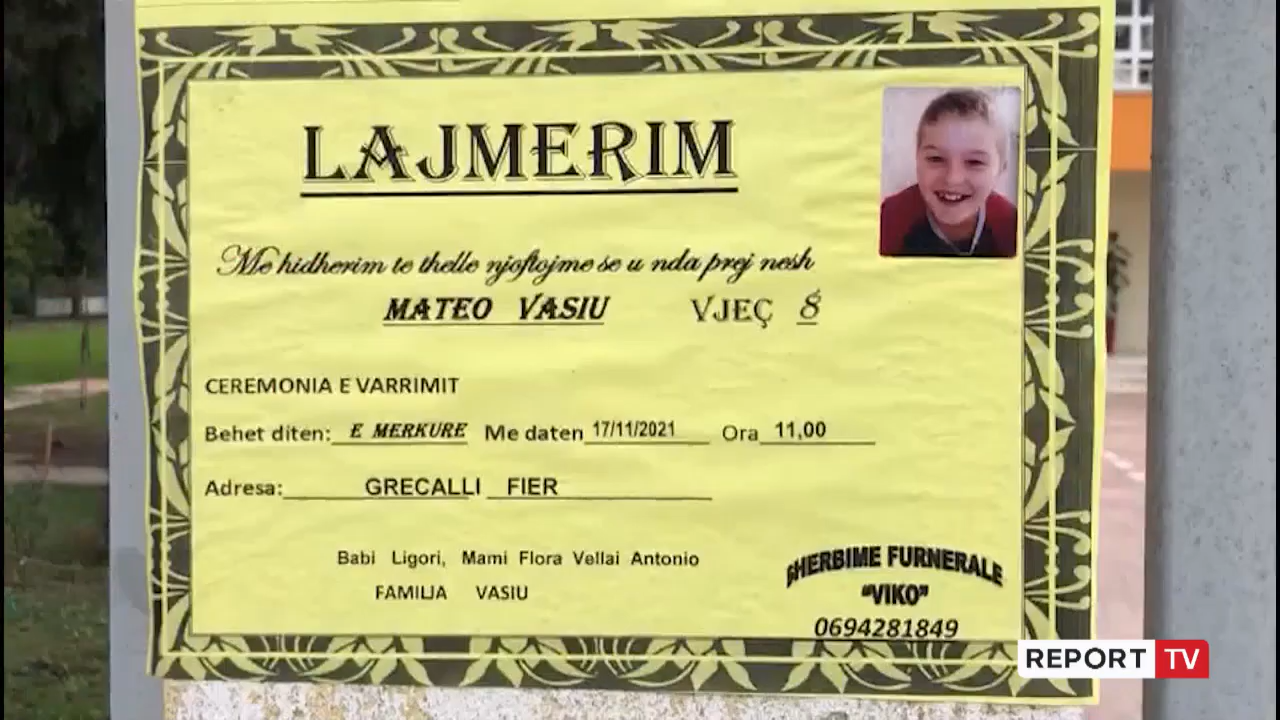 LAJMERIM
Me hidherim te thelle njoftojme se u nda prej nesh
MATEO VASIU VJEÇ 8
CEREMONIA E VARRIMIT
Behet diten: E MERKURE Me daten 17/11/2021 Ora 11,00
Adresa: GRECALLI FIER
Babi Ligori, Mami Flora Vellai Antonio
FAMILJA VASIU
SHERBIME FURNERALE
"VIKO"
0694281849
REPORT TV